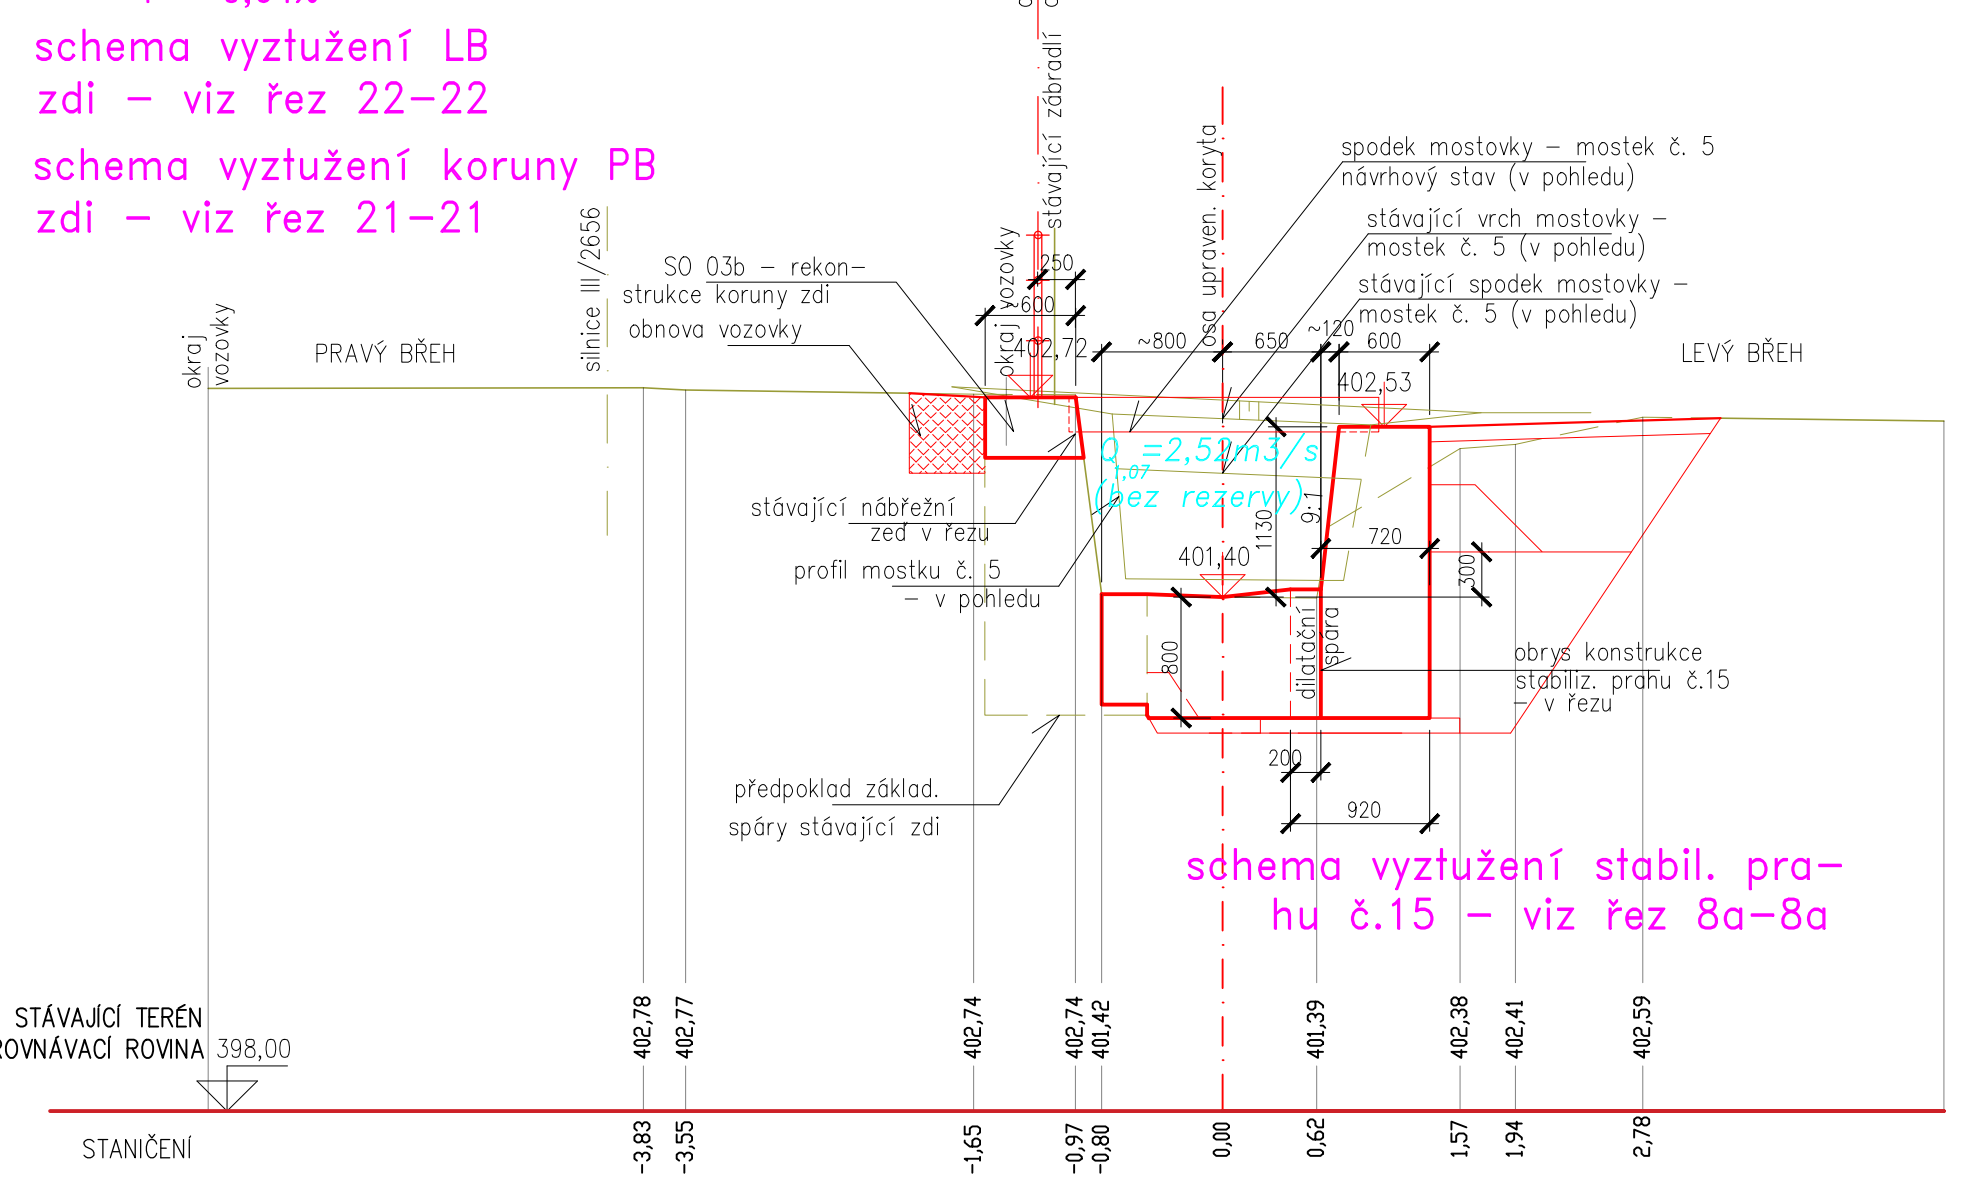 schema vyztužení LB
zdi – viz řez 22–22
schema vyztužení koruny PB
zdi – viz řez 21–21
silnice III/2656
okraj
vozovky
PRAVÝ BŘEH
SO 03b – rekon–
strukce koruny zdi
obnova vozovky
stávající zábradlí
okraj vozovky
250
~600
402,72
osa upraven. koryta
~800
650
~120
600
spodek mostovky – mostek č. 5
návrhový stav (v pohledu)
stávající vrch mostovky –
mostek č. 5 (v pohledu)
stávající spodek mostovky –
mostek č. 5 (v pohledu)
402,53
LEVÝ BŘEH
Q =2,52m3/s
1,07
(bez rezervy)
1130
9:1
720
300
401,40
stávající nábřežní
zeď v řezu
profil mostku č. 5
– v pohledu
800
dilatační
spára
obrys konstrukce
stabiliz. prahu č.15
– v řezu
200
920
předpoklad základ.
spáry stávající zdi
schema vyztužení stabil. pra–
hu č.15 – viz řez 8a–8a
STÁVAJÍCÍ TERÉN
ROVNÁVACÍ ROVINA 398,00
402,78
402,77
402,74
402,74
401,42
401,39
402,38
402,41
402,59
STANIČENÍ
-3,83
-3,55
-1,65
-0,97
-0,80
0,00
0,62
1,57
1,94
2,78